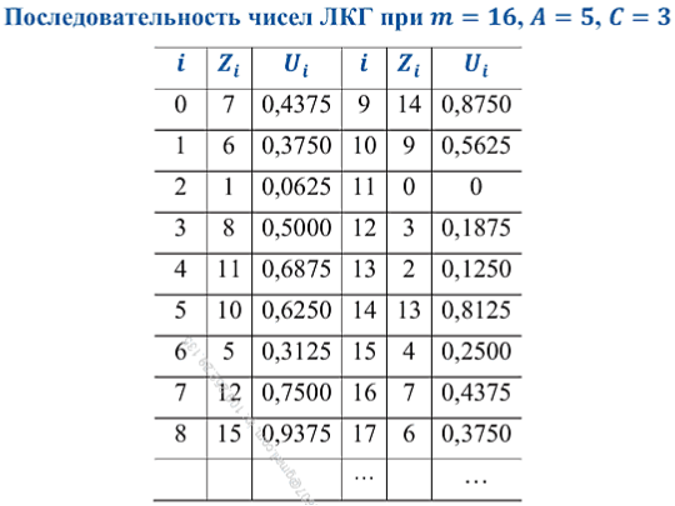 Последовательность чисел ЛКГ при m = 16, A = 5, C = 3
i Z_i U_i i Z_i U_i
0 7 0,4375 9 14 0,8750
1 6 0,3750 10 9 0,5625
2 1 0,0625 11 0 0
3 8 0,5000 12 3 0,1875
4 11 0,6875 13 2 0,1250
5 10 0,6250 14 13 0,8125
6 5 0,3125 15 4 0,2500
7 12 0,7500 16 7 0,4375
8 15 0,9375 17 6 0,3750
... ...